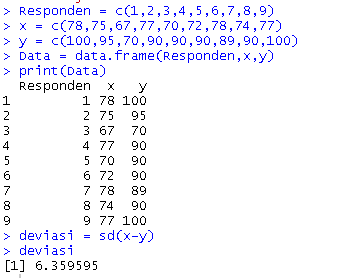 > Responden = c(1,2,3,4,5,6,7,8,9)
> x = c(78,75,67,77,70,72,78,74,77)
> y = c(100,95,70,90,90,90,89,90,100)
> Data = data.frame(Responden,x,y)
> print(Data)
  Responden  x   y
1         1 78 100
2         2 75  95
3         3 67  70
4         4 77  90
5         5 70  90
6         6 72  90
7         7 78  89
8         8 74  90
9         9 77 100
> deviasi = sd(x-y)
> deviasi
[1] 6.359595